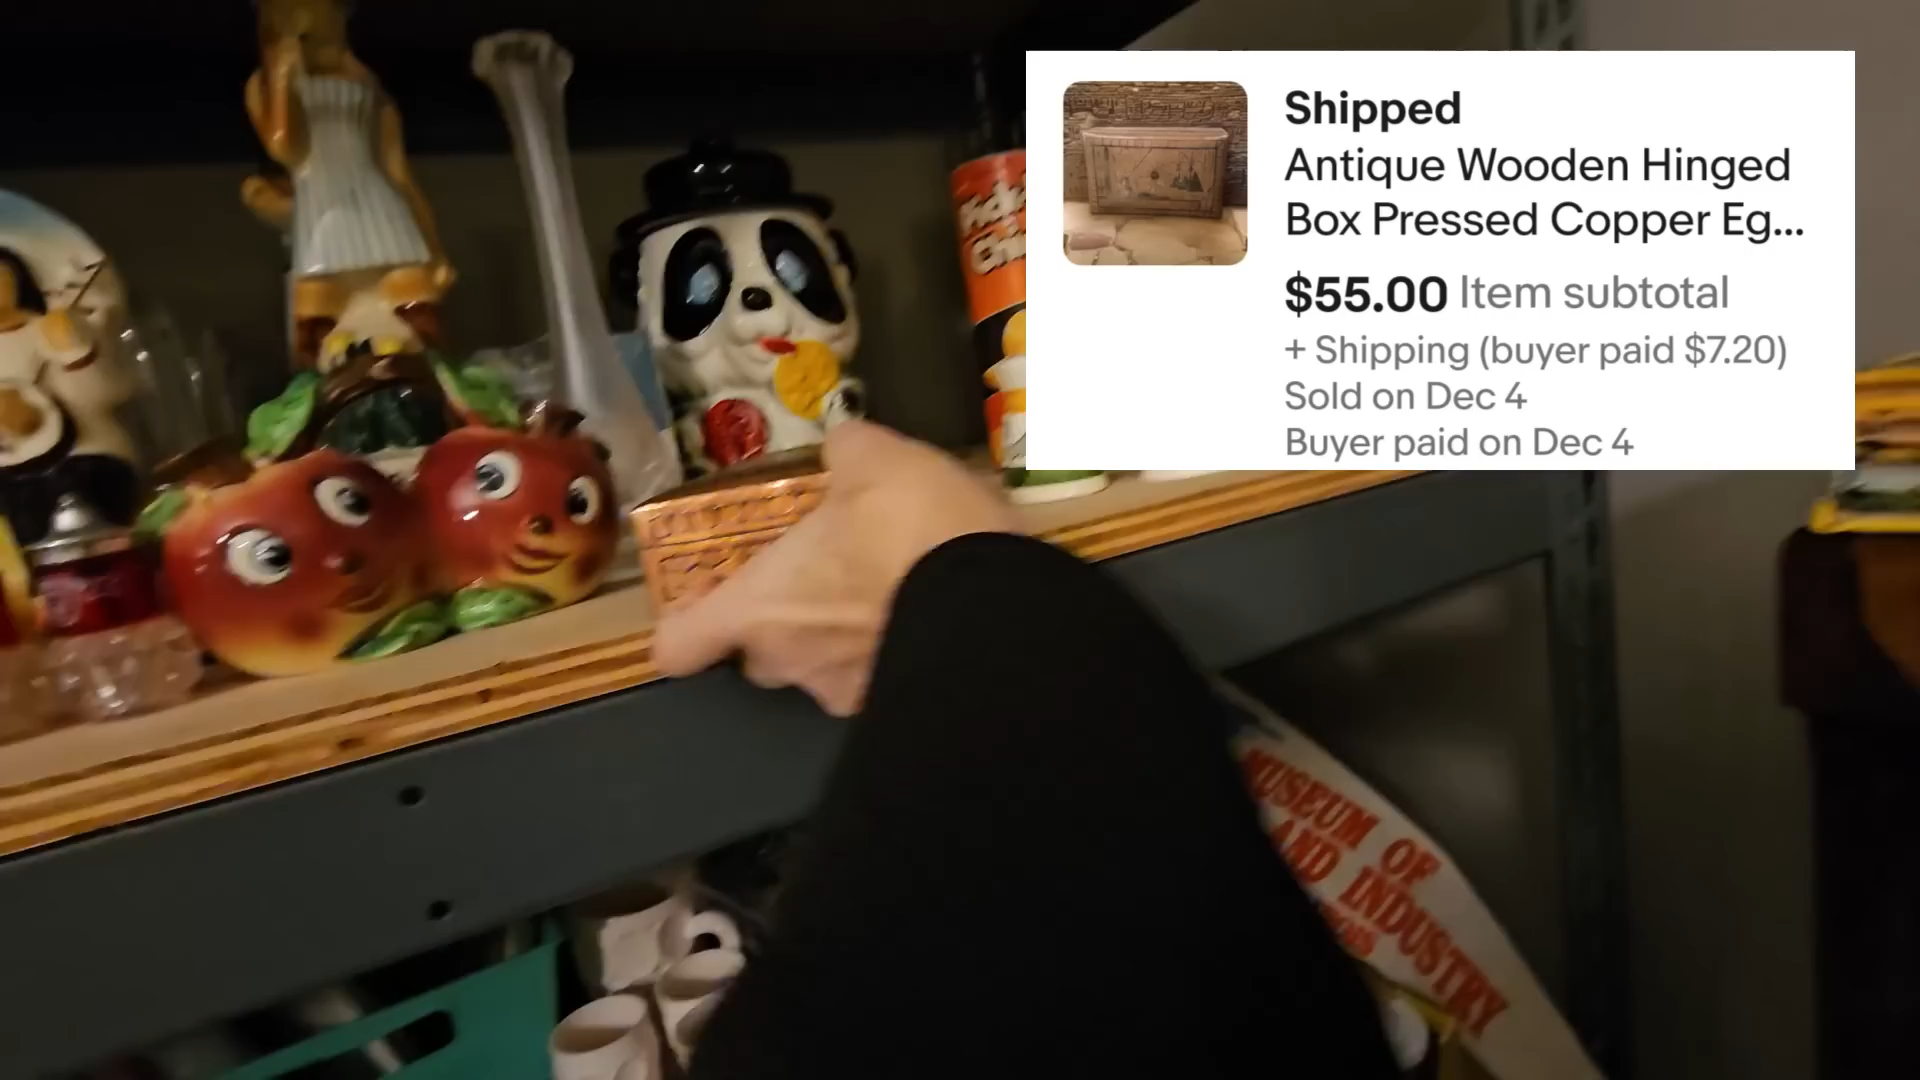 Shipped
Antique Wooden Hinged
Box Pressed Copper Eg...
$55.00 Item subtotal
+ Shipping (buyer paid $7.20)
Sold on Dec 4
Buyer paid on Dec 4
MUSEUM OF
AND INDUSTRY